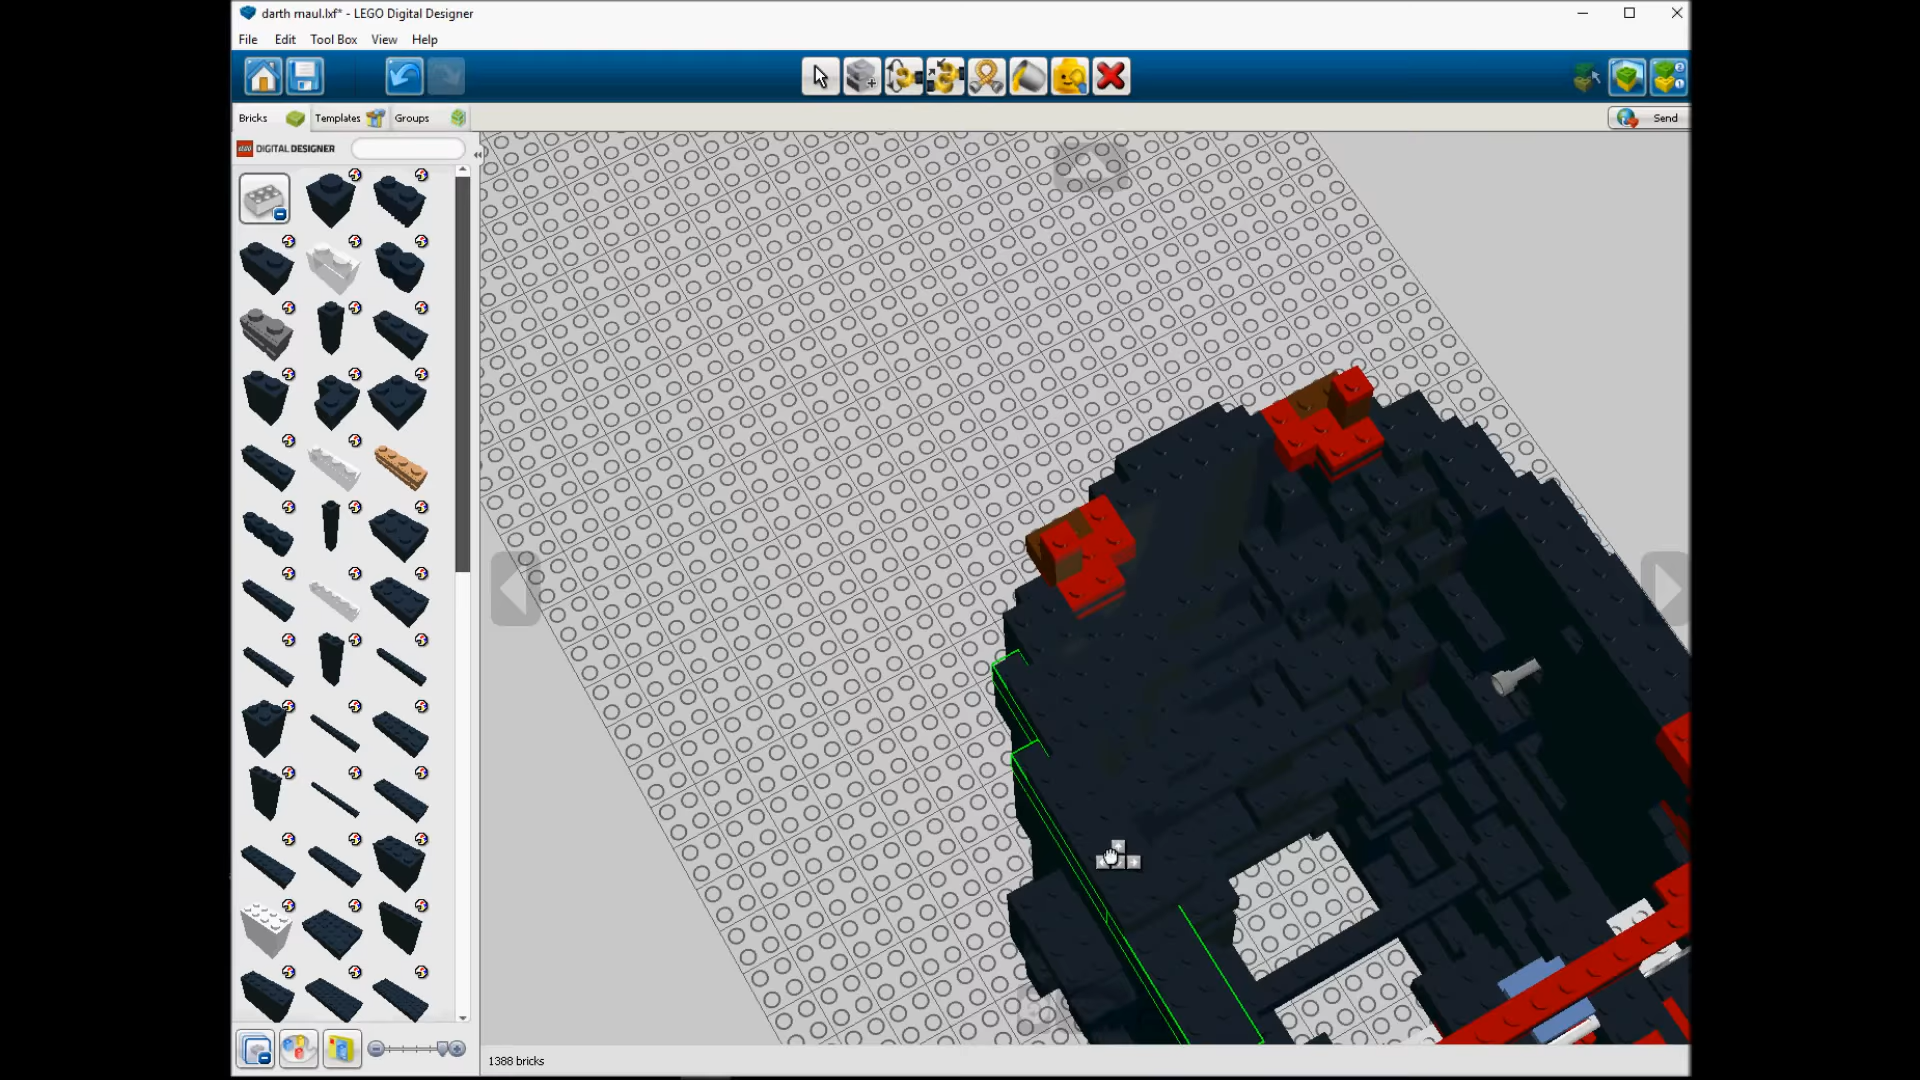 darth maul.lxf* - LEGO Digital Designer
File Edit Tool Box View Help
Bricks Templates Groups
Send
LEGO DIGITAL DESIGNER
1388 bricks